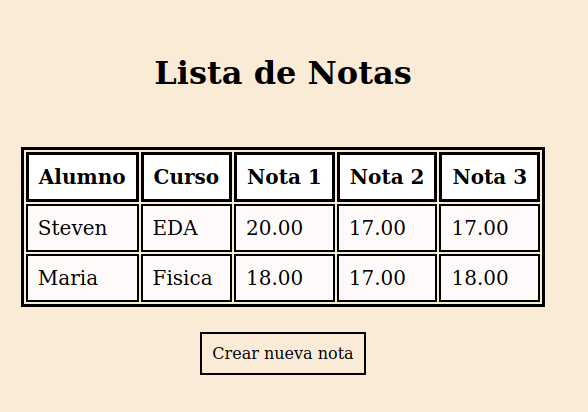 Lista de Notas
Alumno Curso Nota 1 Nota 2 Nota 3
Steven EDA 20.00 17.00 17.00
Maria Fisica 18.00 17.00 18.00
Crear nueva nota